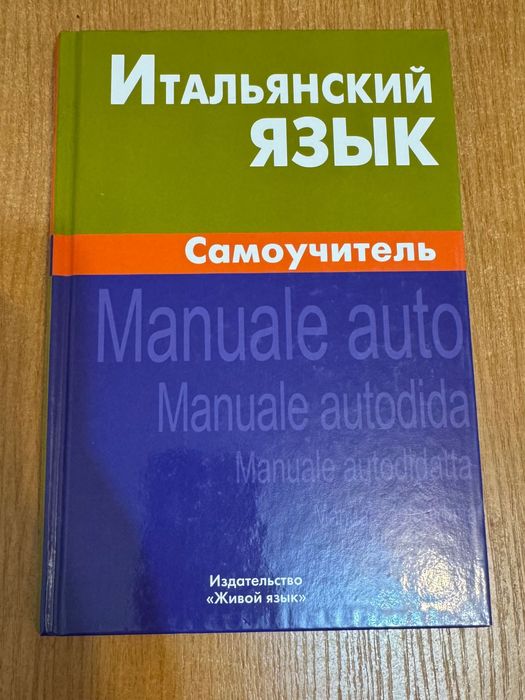 Итальянский
язык
Самоучитель
Manuale auto
Manuale autodida
Manuale autodidatta
Издательство
«Живой язык»